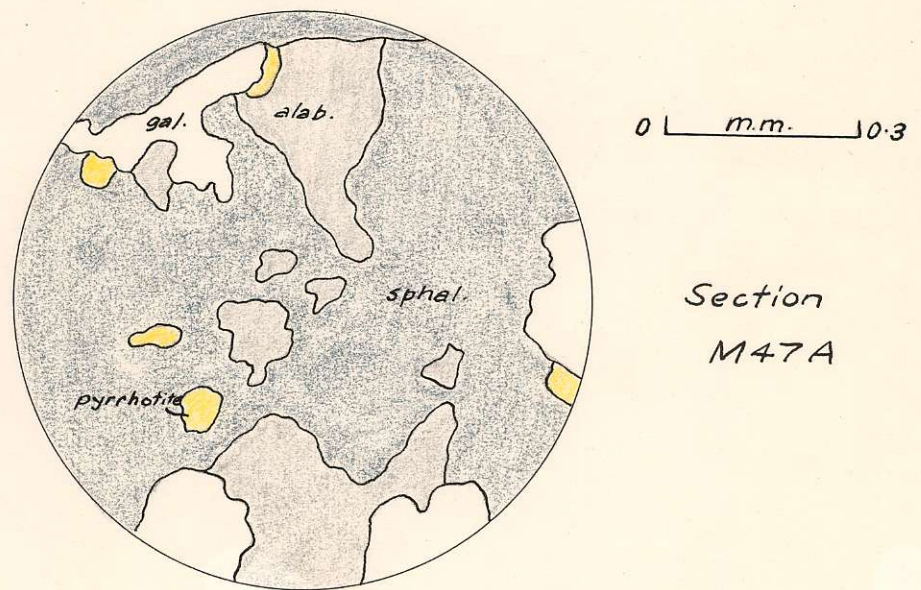 gal.
alab.
0 m.m. 0.3
sphal.
Section
M47A
pyrrhotite